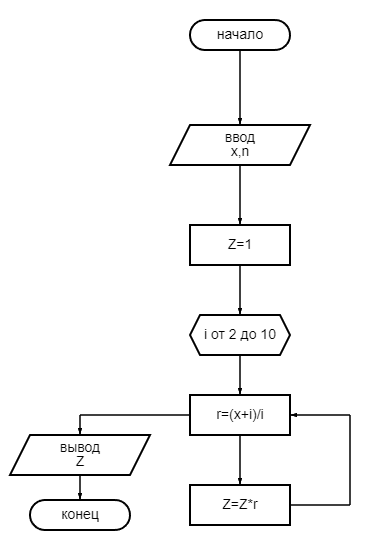 начало
ввод
x,n
Z=1
i от 2 до 10
r=(x+i)/i
вывод
Z
Z=Z*r
конец